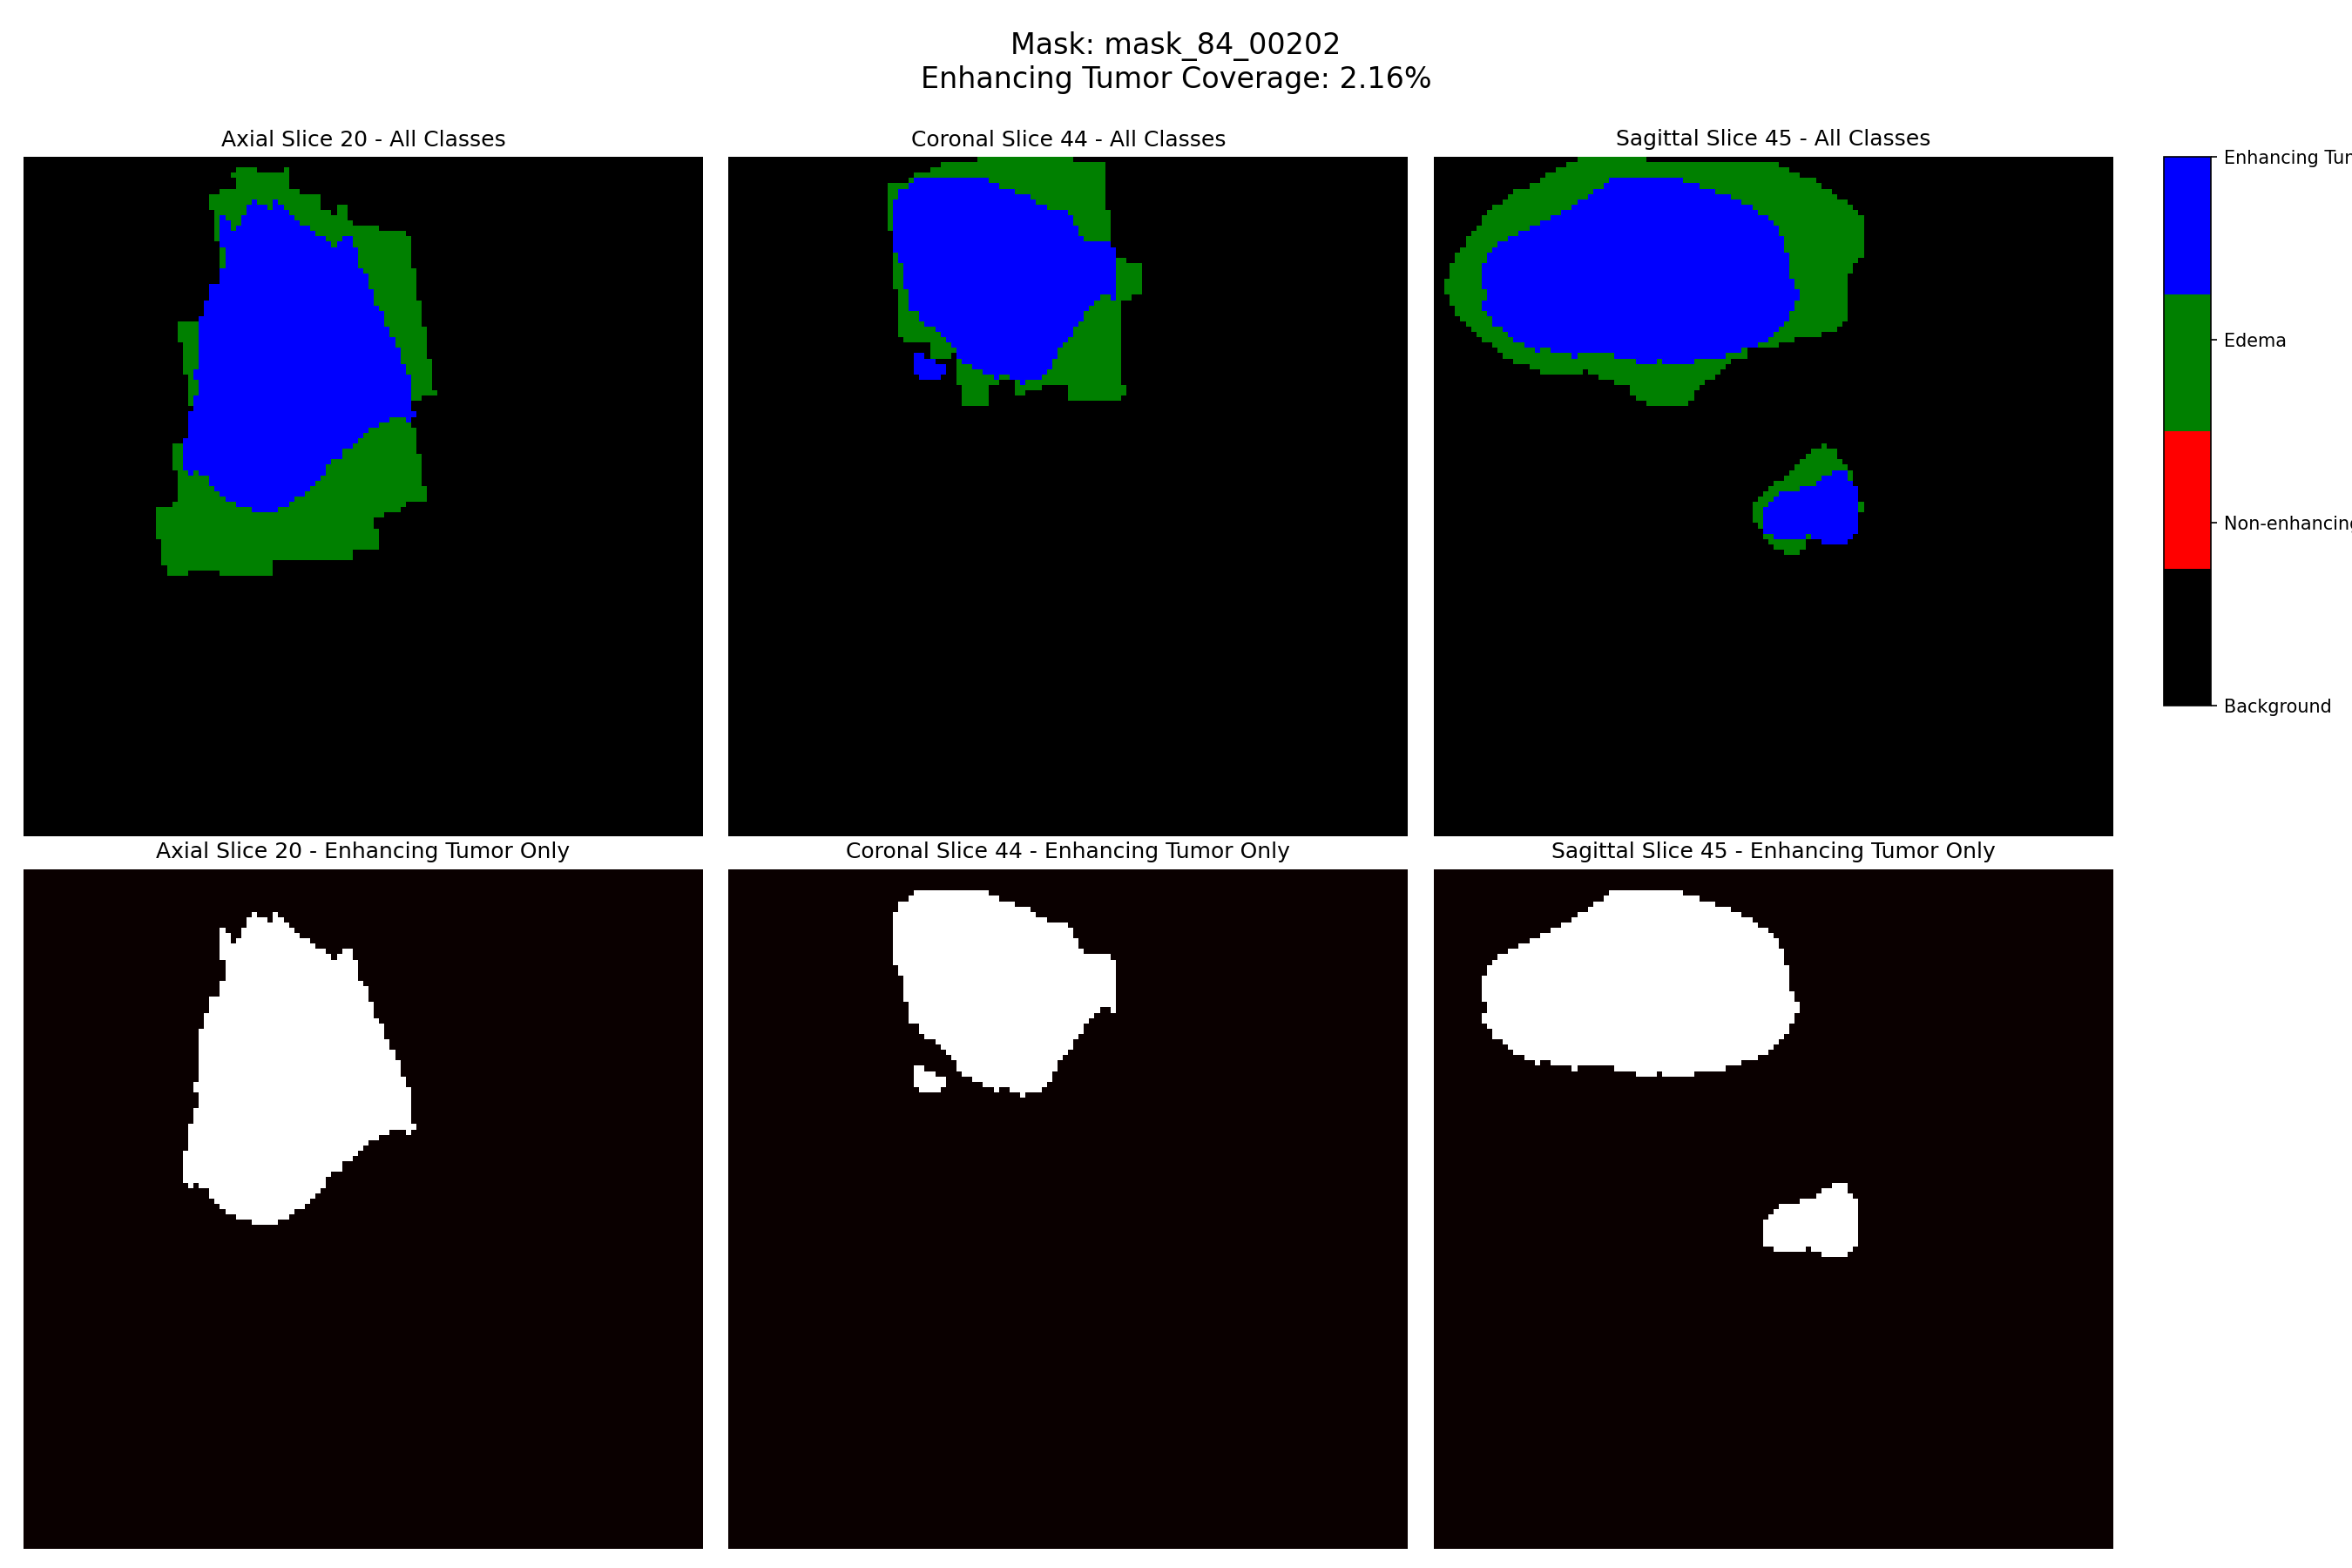 Mask: mask_84_00202
Enhancing Tumor Coverage: 2.16%
Axial Slice 20 - All Classes
Coronal Slice 44 - All Classes
Sagittal Slice 45 - All Classes
Enhancing Tur
Edema
Non-enhancing
Background
Axial Slice 20 - Enhancing Tumor Only
Coronal Slice 44 - Enhancing Tumor Only
Sagittal Slice 45 - Enhancing Tumor Only